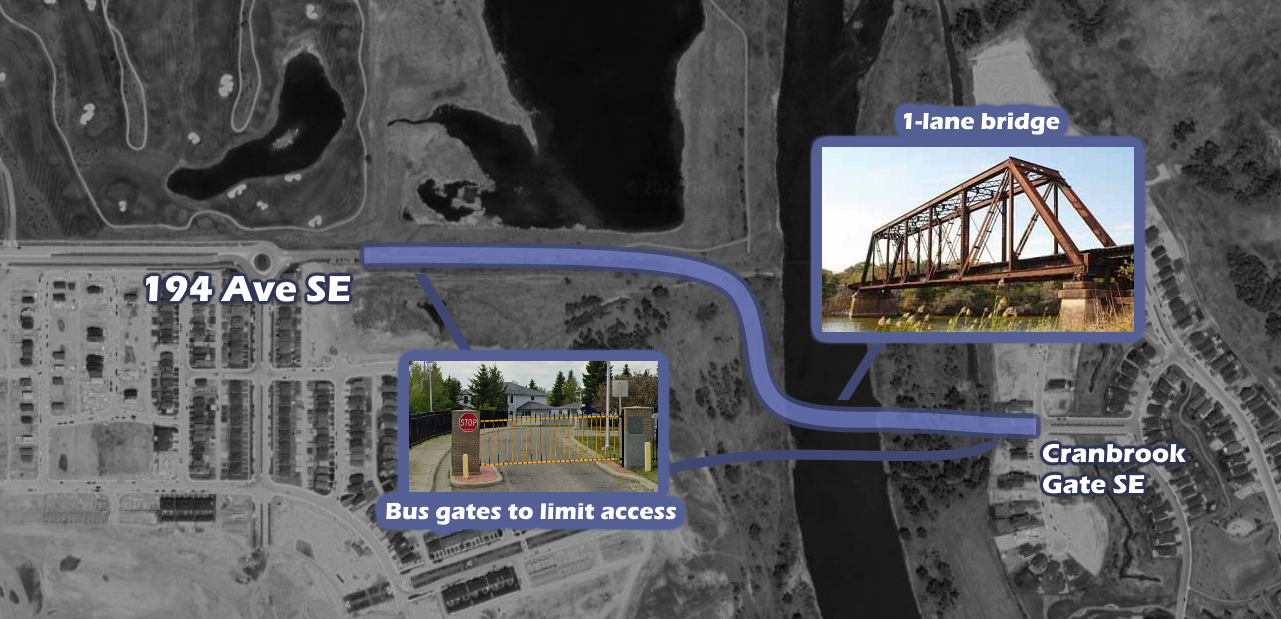 1-lane bridge
194 Ave SE
STOP
Cranbrook
Gate SE
Bus gates to limit access